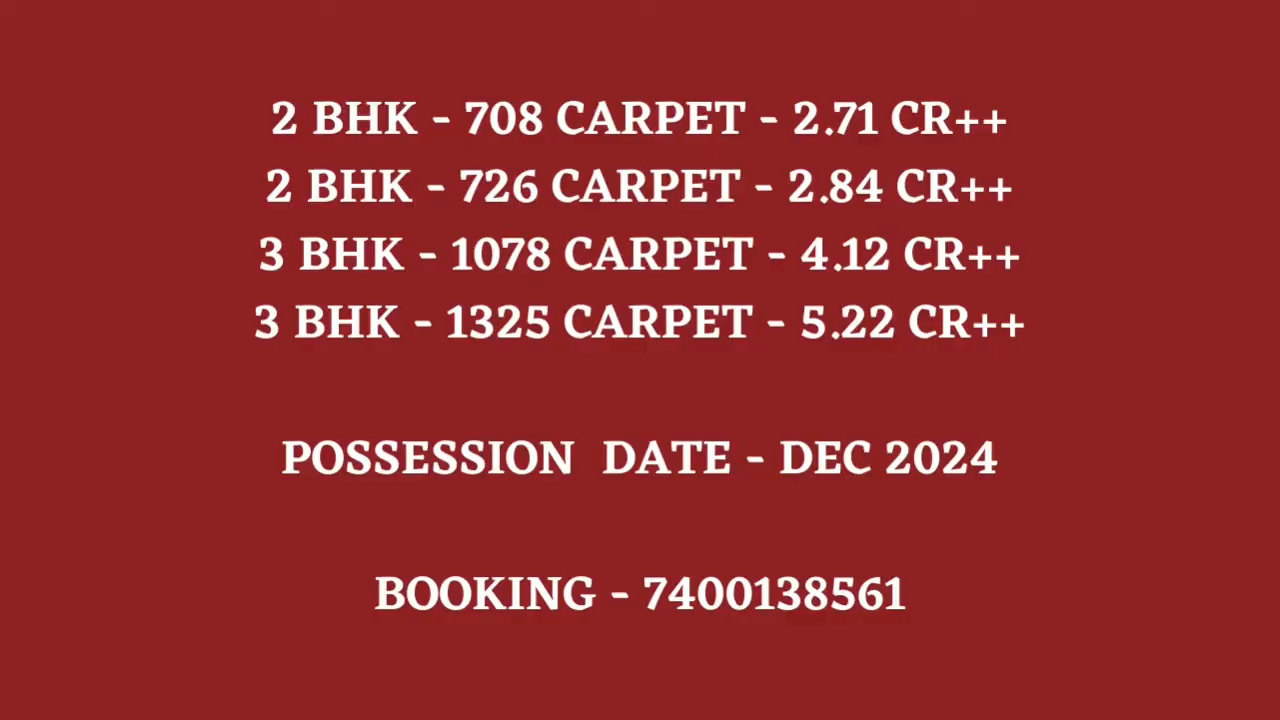 2 BHK - 708 CARPET - 2.71 CR++
2 BHK - 726 CARPET - 2.84 CR++
3 BHK - 1078 CARPET - 4.12 CR++
3 BHK - 1325 CARPET - 5.22 CR++
POSSESSION DATE - DEC 2024
BOOKING - 7400138561